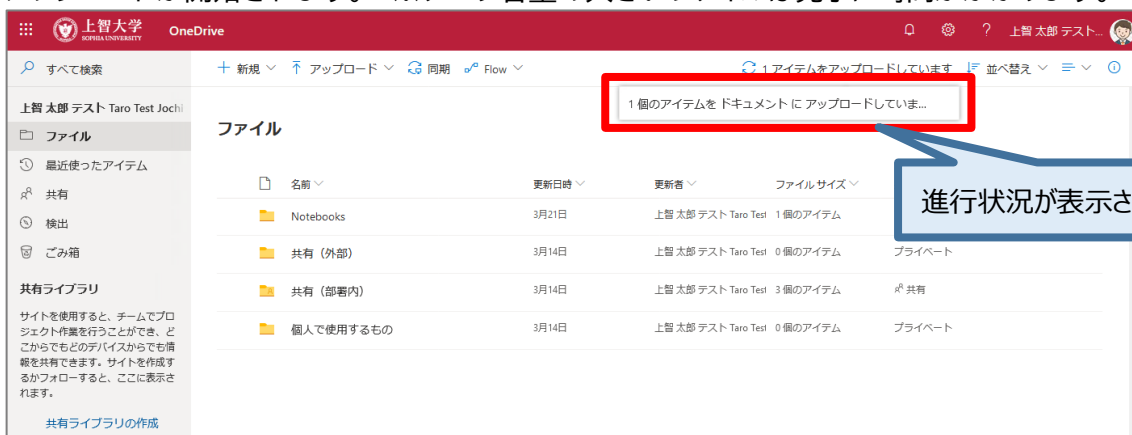 上智大学
SOPHIA UNIVERSITY
OneDrive
上智 太郎 テスト...
すべて検索
新規 アップロード 同期 Flow
1 アイテムをアップロードしています 並べ替え
上智 太郎 テスト Taro Test Jochi
1 個のアイテムを ドキュメント に アップロードしていま...
ファイル
ファイル
最近使ったアイテム
共有
検出
ごみ箱
名前 更新日時 更新者 ファイル サイズ
進行状況が表示さ
Notebooks 3月21日 上智 太郎 テスト Taro Test 1 個のアイテム
共有（外部） 3月14日 上智 太郎 テスト Taro Test 0 個のアイテム プライベート
共有（部署内） 3月14日 上智 太郎 テスト Taro Test 3 個のアイテム 共有
個人で使用するもの 3月14日 上智 太郎 テスト Taro Test 0 個のアイテム プライベート
共有ライブラリ
サイトを使用すると、チームでプロ
ジェクト作業を行うことができ、ど
こからでもどのデバイスからでも情
報を共有できます。サイトを作成す
るかフォローすると、ここに表示さ
れます。
共有ライブラリの作成